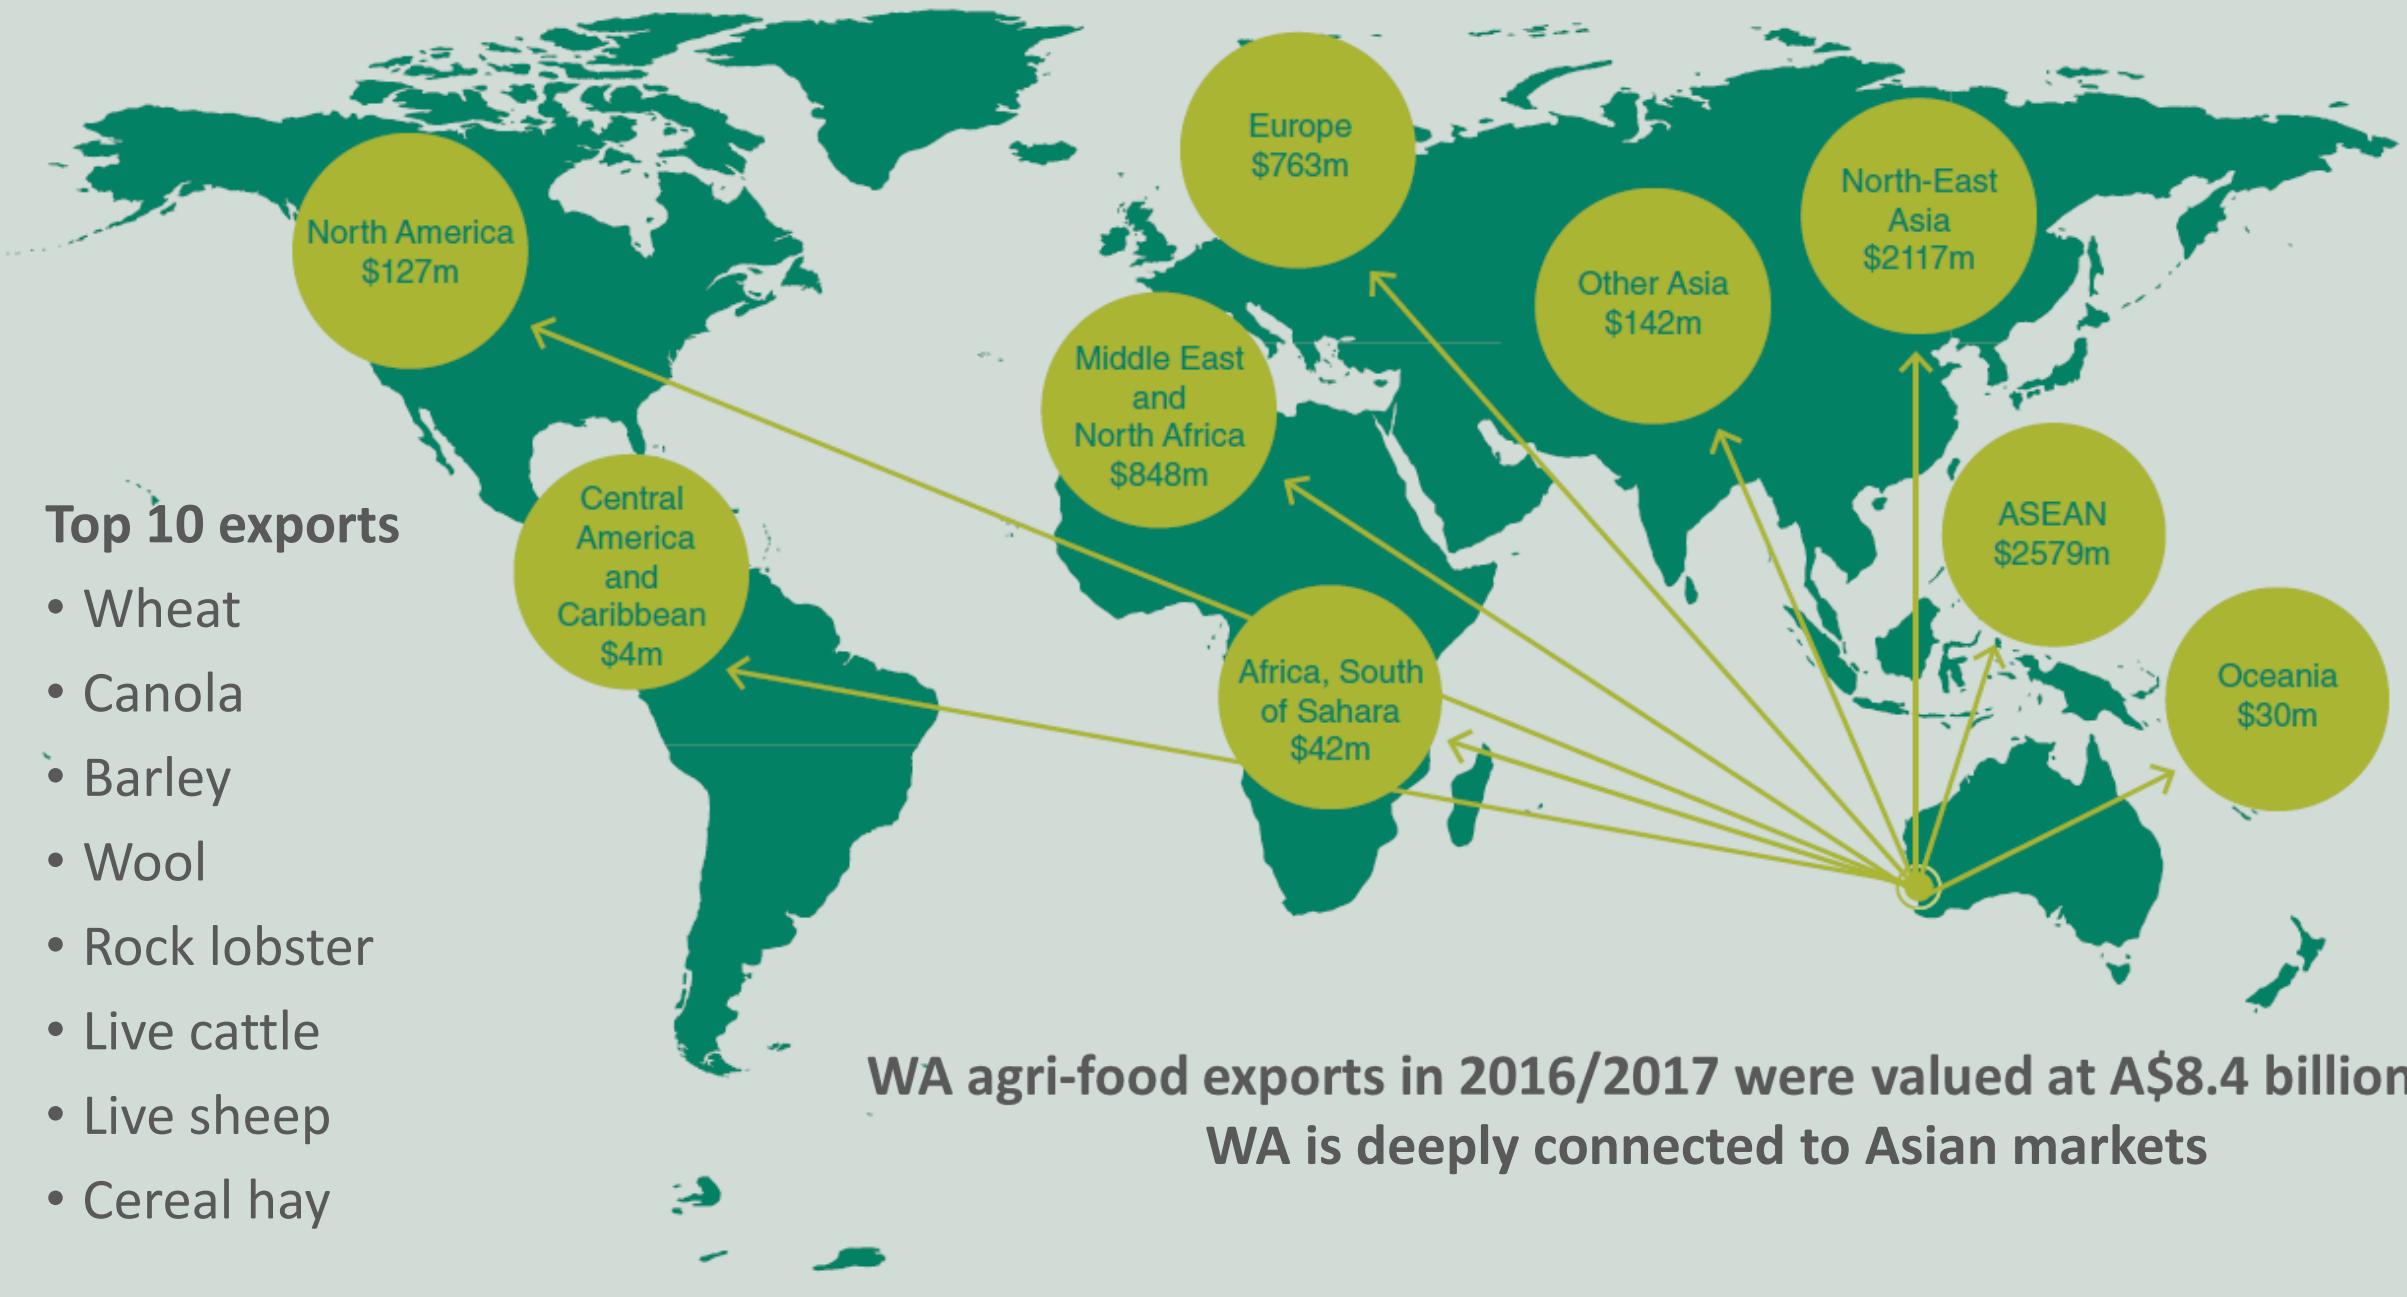 Europe
$763m
North-East
Asia
$2117m
North America
$127m
Other Asia
$142m
Middle East
and
North Africa
$848m
Central
America
and
Caribbean
$4m
ASEAN
$2579m
Africa, South
of Sahara
$42m
Oceania
$30m
Top 10 exports
• Wheat
• Canola
• Barley
• Wool
• Rock lobster
• Live cattle
• Live sheep
• Cereal hay
WA agri-food exports in 2016/2017 were valued at A$8.4 billion
WA is deeply connected to Asian markets